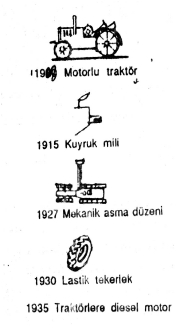 Motorlu traktör
1915 Kuyruk mili
1927 Mekanik asma düzeni
1930 Lastik tekerlek
1935 Traktörlere diesel motor